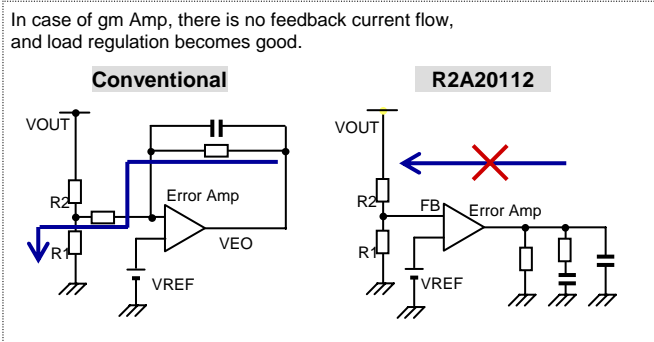 In case of gm Amp, there is no feedback current flow,
and load regulation becomes good.
Conventional
R2A20112
VOUT
R2
R1
Error Amp
VEO
VREF
VOUT
R2
R1
FB
Error Amp
VREF